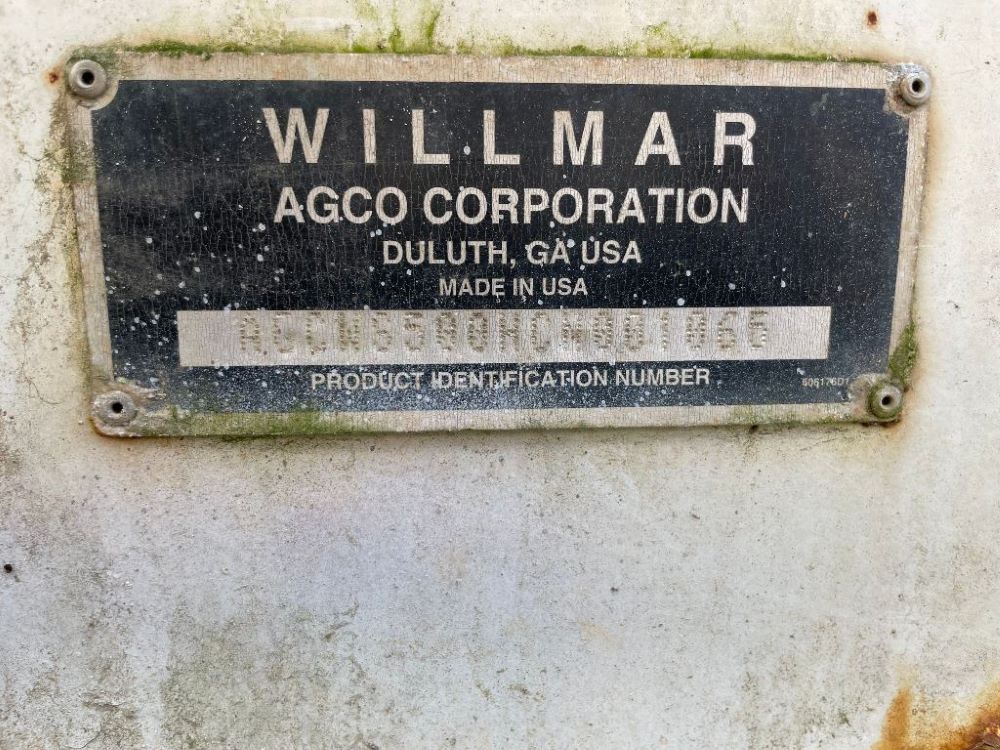 WILLMAR
AGCO CORPORATION
DULUTH, GA USA
MADE IN USA
PRODUCT IDENTIFICATION NUMBER